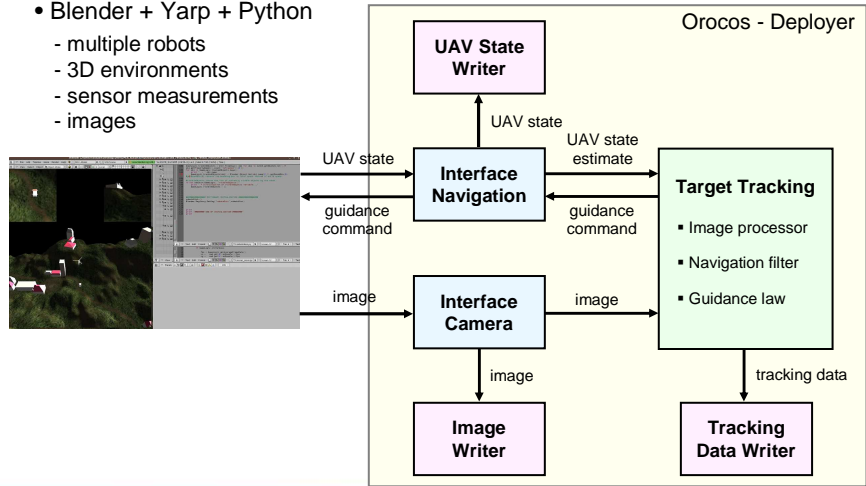 • Blender + Yarp + Python
- multiple robots
- 3D environments
- sensor measurements
- images
Orocos - Deployer
UAV State
Writer
UAV state
UAV state
UAV state
estimate
Interface
Navigation
guidance
command
guidance
command
Target Tracking
▪ Image processor
▪ Navigation filter
▪ Guidance law
image
Interface
Camera
image
image
tracking data
Image
Writer
Tracking
Data Writer